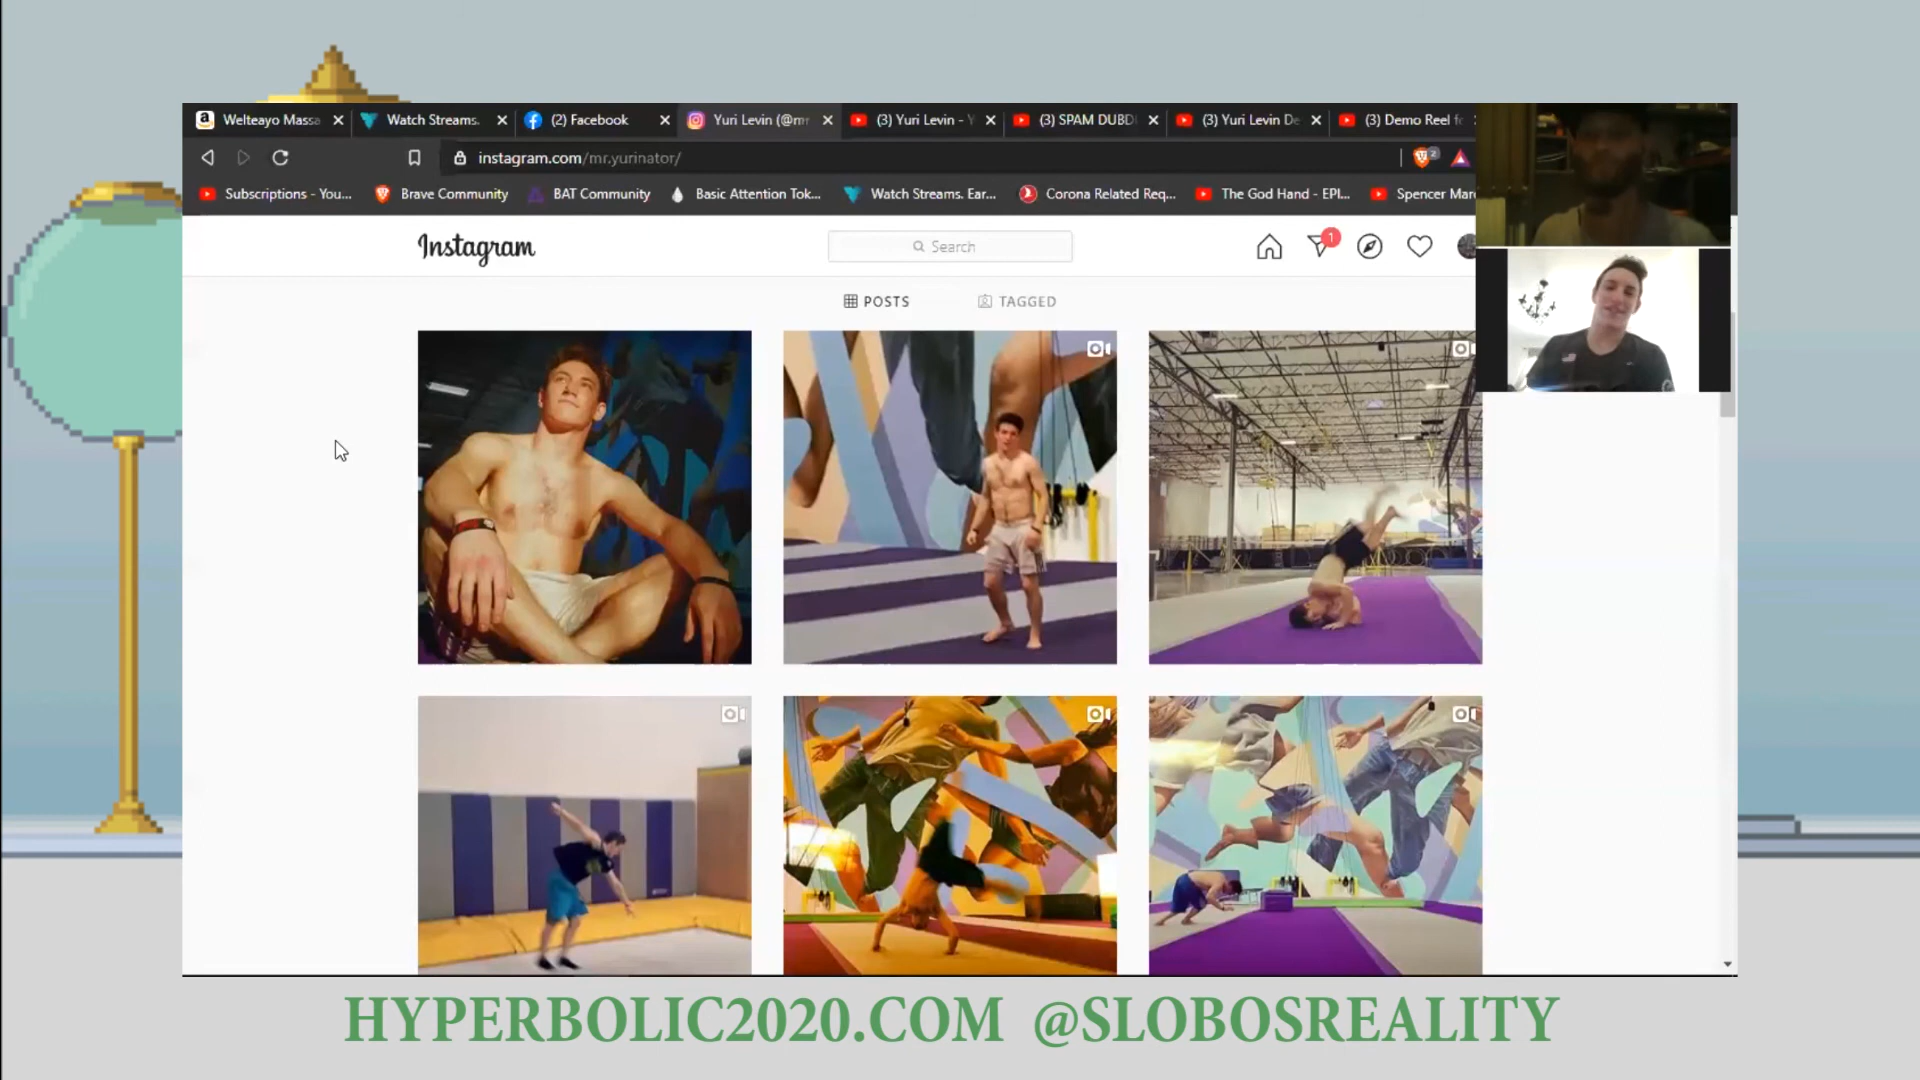 Welteayo Massa
Watch Streams.
(2) Facebook
Yuri Levin (@mr
(3) Yuri Levin - Y
(3) SPAM DUBD
(3) Yuri Levin De
(3) Demo Reel f
instagram.com/mr.yurinator/
2
Subscriptions - You...
Brave Community
BAT Community
Basic Attention Tok...
Watch Streams. Ear...
Corona Related Req...
The God Hand - EPI...
Spencer Mar
Instagram
Search
1
POSTS
TAGGED
HYPERBOLIC2020.COM @SLOBOSREALITY